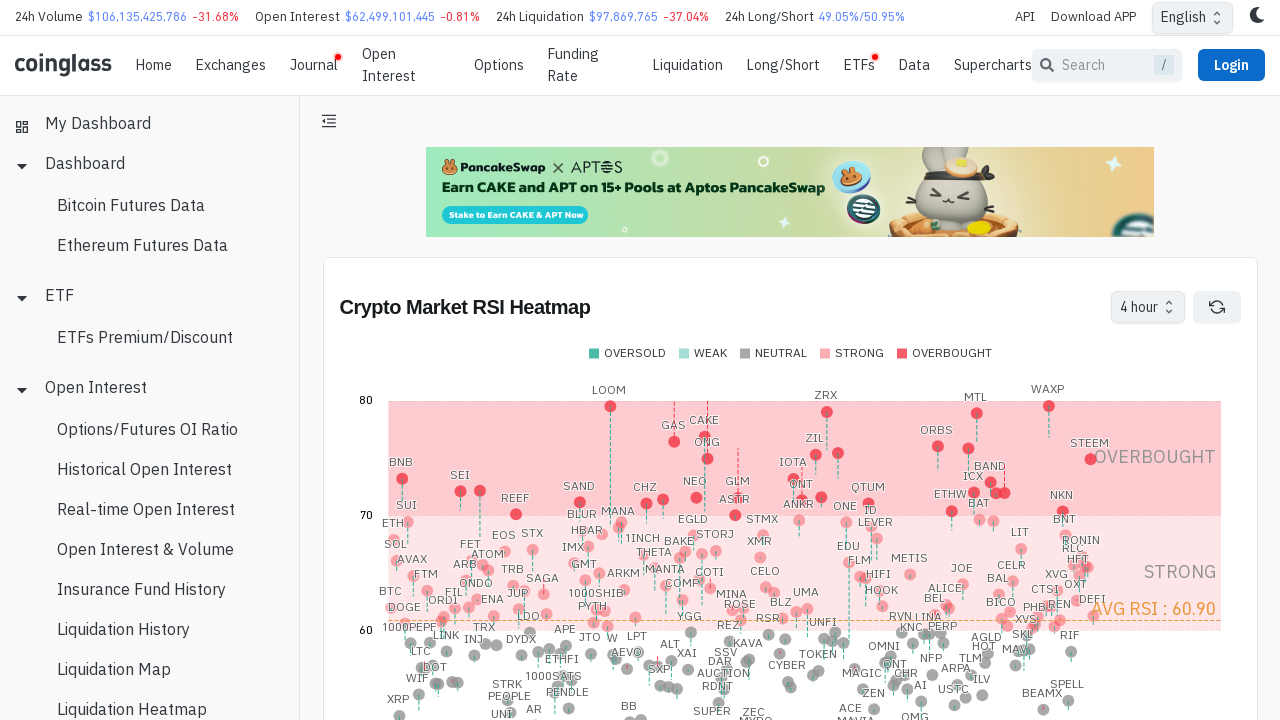 24h Volume $106,135,425,786 -31.68% Open Interest $62,499,101,445 -0.81% 24h Liquidation $97,869,765 -37.04% 24h Long/Short 49.05%/50.95% API Download APP English
coinglass Home Exchanges Journal Open Interest Options Funding Rate Liquidation Long/Short ETFs Data Supercharts Search / Login
My Dashboard
Dashboard
Bitcoin Futures Data
Ethereum Futures Data
ETF
ETFs Premium/Discount
Open Interest
Options/Futures OI Ratio
Historical Open Interest
Real-time Open Interest
Open Interest & Volume
Insurance Fund History
Liquidation History
Liquidation Map
Liquidation Heatmap
PancakeSwap X APTOS
Earn CAKE and APT on 15+ Pools at Aptos PancakeSwap
Stake to Earn CAKE & APT Now
Crypto Market RSI Heatmap
4 hour
OVERSOLD WEAK NEUTRAL STRONG OVERBOUGHT
80
LOOM ZRX MTL WAXP
GAS CAKE
ONG ZIL ORBS STEEM
OVERBOUGHT
BNB SEI NEO GLM IOTA ICX BAND
SAND CHZ ASTR ONT QTUM ETHW NKN
SUI REEF ANKR ONE ID BAT
70
ETH BLUR MANA EGLD STMX LEVER BNT
SOL EOS STX HBAR 1INCH BAKE STORJ XMR LIT RONIN
FET IMX THETA EDU RLC
AVAX ATOM GMT MANTA FLM METIS HFT
ARB TRB ARKM COTI CELO HIFI JOE CELR XVG
STRONG
FTM ONDO SAGA COMP HOOK ALICE BAL OXT
BTC FIL JUP 1000SHIB MINA UMA BEL CTSI DEFI
DOGE ORDI ENA PYTH ROSE BLZ BICO PHB REN
LDO YGG RSR RVN LINA XVS
AVG RSI : 60.90
60
1000PEPE TRX APE REZ UNFI KNC PERP SKL RIF
LINK INJ DYDX JTO W LPT KAVA AGLD
LTC AEVO ALT XAI SSV TOKEN OMNI HOT MAV
DOT ETHFI SXP DAR CYBER ONT NFP TLM
WIF 1000SATS AUCTION MAGIC CHR ARPA ILV
STRK RDNT AI USTC SPELL
XRP PEOPLE PENDLE ZEN BEAMX
UNI AR BB SUPER ZEC ACE OMG
MAVIA